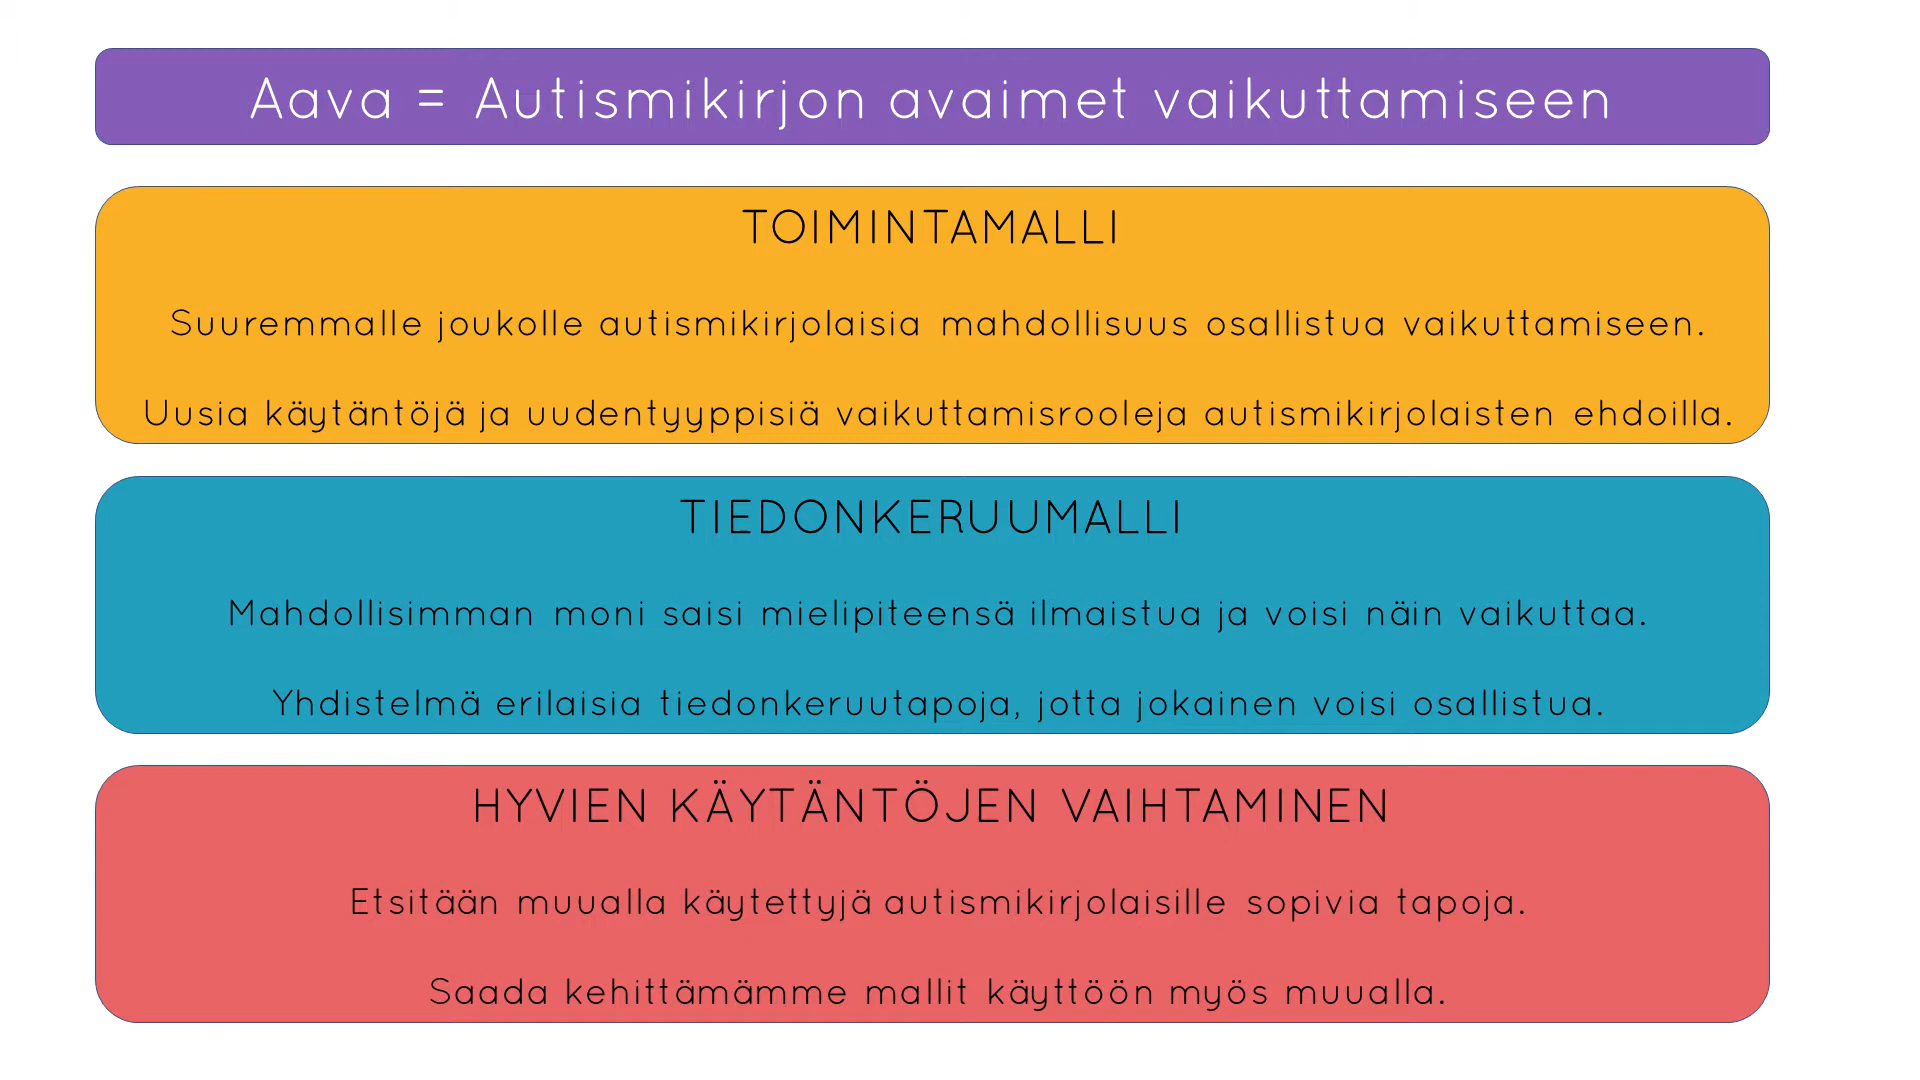 Aava = Autismikirjon avaimet vaikuttamiseen
TOIMINTAMALLI
Suuremmalle joukolle autismikirjolaisia mahdollisuus osallistua vaikuttamiseen.
Uusia käytäntöjä ja uudentyyppisiä vaikuttamisrooleja autismikirjolaisten ehdoilla.
TIEDONKERUUMALLI
Mahdollisimman moni saisi mielipiteensä ilmaistua ja voisi näin vaikuttaa.
Yhdistelmä erilaisia tiedonkeruutapoja, jotta jokainen voisi osallistua.
HYVIEN KÄYTÄNTÖJEN VAIHTAMINEN
Etsitään muualla käytettyjä autismikirjolaisille sopivia tapoja.
Saada kehittämämme mallit käyttöön myös muualla.